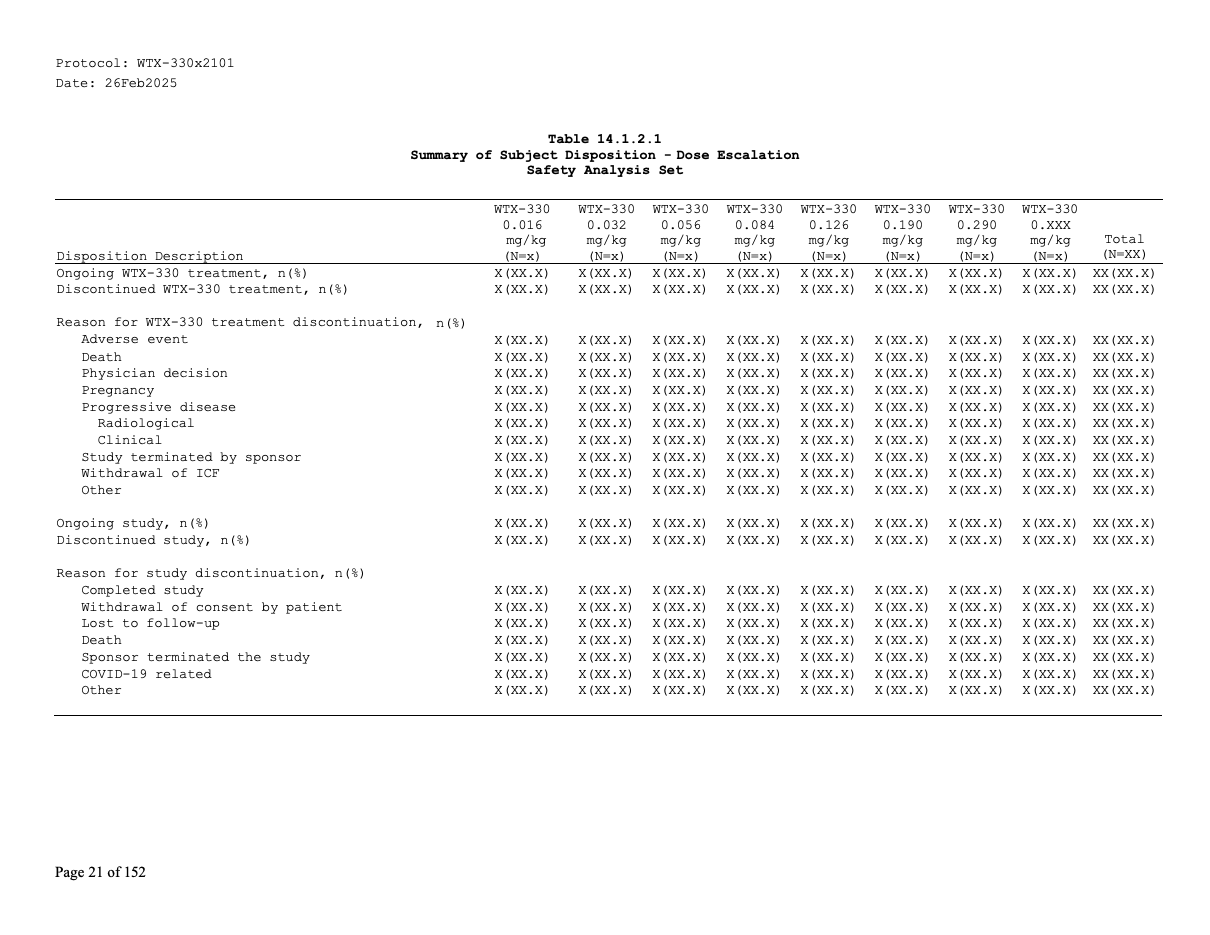 Protocol: WTX-330x2101
Date: 26Feb2025
Table 14.1.2.1
Summary of Subject Disposition - Dose Escalation
Safety Analysis Set
WTX-330 WTX-330 WTX-330 WTX-330 WTX-330 WTX-330 WTX-330 WTX-330
0.016 0.032 0.056 0.084 0.126 0.190 0.290 0.XXX
mg/kg mg/kg mg/kg mg/kg mg/kg mg/kg mg/kg mg/kg Total
Disposition Description (N=x) (N=x) (N=x) (N=x) (N=x) (N=x) (N=x) (N=x) (N=XX)
Ongoing WTX-330 treatment, n(%) X(XX.X) X(XX.X) X(XX.X) X(XX.X) X(XX.X) X(XX.X) X(XX.X) X(XX.X) XX(XX.X)
Discontinued WTX-330 treatment, n(%) X(XX.X) X(XX.X) X(XX.X) X(XX.X) X(XX.X) X(XX.X) X(XX.X) X(XX.X) XX(XX.X)
Reason for WTX-330 treatment discontinuation, n(%)
Adverse event X(XX.X) X(XX.X) X(XX.X) X(XX.X) X(XX.X) X(XX.X) X(XX.X) X(XX.X) XX(XX.X)
Death X(XX.X) X(XX.X) X(XX.X) X(XX.X) X(XX.X) X(XX.X) X(XX.X) X(XX.X) XX(XX.X)
Physician decision X(XX.X) X(XX.X) X(XX.X) X(XX.X) X(XX.X) X(XX.X) X(XX.X) X(XX.X) XX(XX.X)
Pregnancy X(XX.X) X(XX.X) X(XX.X) X(XX.X) X(XX.X) X(XX.X) X(XX.X) X(XX.X) XX(XX.X)
Progressive disease X(XX.X) X(XX.X) X(XX.X) X(XX.X) X(XX.X) X(XX.X) X(XX.X) X(XX.X) XX(XX.X)
Radiological X(XX.X) X(XX.X) X(XX.X) X(XX.X) X(XX.X) X(XX.X) X(XX.X) X(XX.X) XX(XX.X)
Clinical X(XX.X) X(XX.X) X(XX.X) X(XX.X) X(XX.X) X(XX.X) X(XX.X) X(XX.X) XX(XX.X)
Study terminated by sponsor X(XX.X) X(XX.X) X(XX.X) X(XX.X) X(XX.X) X(XX.X) X(XX.X) X(XX.X) XX(XX.X)
Withdrawal of ICF X(XX.X) X(XX.X) X(XX.X) X(XX.X) X(XX.X) X(XX.X) X(XX.X) X(XX.X) XX(XX.X)
Other X(XX.X) X(XX.X) X(XX.X) X(XX.X) X(XX.X) X(XX.X) X(XX.X) X(XX.X) XX(XX.X)
Ongoing study, n(%) X(XX.X) X(XX.X) X(XX.X) X(XX.X) X(XX.X) X(XX.X) X(XX.X) X(XX.X) XX(XX.X)
Discontinued study, n(%) X(XX.X) X(XX.X) X(XX.X) X(XX.X) X(XX.X) X(XX.X) X(XX.X) X(XX.X) XX(XX.X)
Reason for study discontinuation, n(%)
Completed study X(XX.X) X(XX.X) X(XX.X) X(XX.X) X(XX.X) X(XX.X) X(XX.X) X(XX.X) XX(XX.X)
Withdrawal of consent by patient X(XX.X) X(XX.X) X(XX.X) X(XX.X) X(XX.X) X(XX.X) X(XX.X) X(XX.X) XX(XX.X)
Lost to follow-up X(XX.X) X(XX.X) X(XX.X) X(XX.X) X(XX.X) X(XX.X) X(XX.X) X(XX.X) XX(XX.X)
Death X(XX.X) X(XX.X) X(XX.X) X(XX.X) X(XX.X) X(XX.X) X(XX.X) X(XX.X) XX(XX.X)
Sponsor terminated the study X(XX.X) X(XX.X) X(XX.X) X(XX.X) X(XX.X) X(XX.X) X(XX.X) X(XX.X) XX(XX.X)
COVID-19 related X(XX.X) X(XX.X) X(XX.X) X(XX.X) X(XX.X) X(XX.X) X(XX.X) X(XX.X) XX(XX.X)
Other X(XX.X) X(XX.X) X(XX.X) X(XX.X) X(XX.X) X(XX.X) X(XX.X) X(XX.X) XX(XX.X)
Page 21 of 152